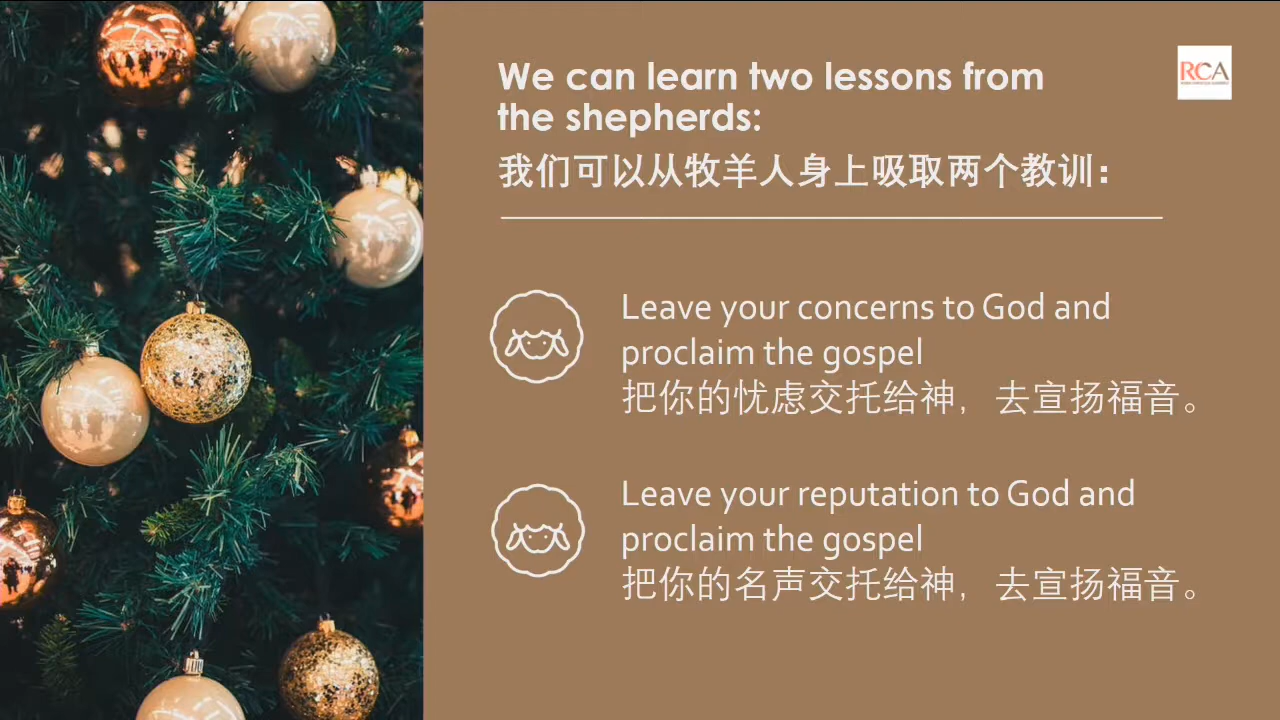 We can learn two lessons from
the shepherds:
我们可以从牧羊人身上吸取两个教训：
RCA
Leave your concerns to God and
proclaim the gospel
把你的忧虑交托给神，去宣扬福音。
Leave your reputation to God and
proclaim the gospel
把你的名声交托给神，去宣扬福音。